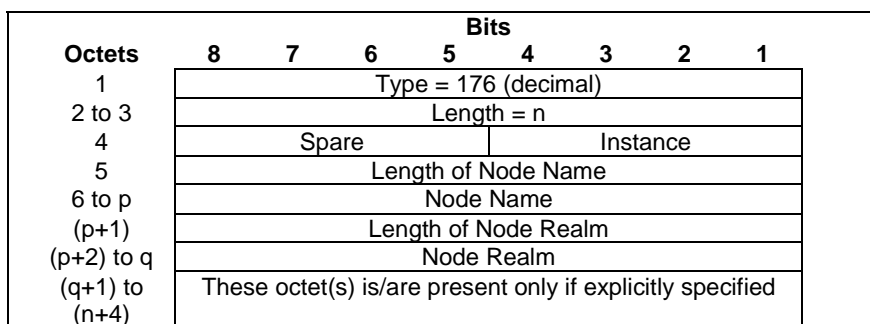 Bits
Octets 8 7 6 5 4 3 2 1
1 Type = 176 (decimal)
2 to 3 Length = n
4 Spare Instance
5 Length of Node Name
6 to p Node Name
(p+1) Length of Node Realm
(p+2) to q Node Realm
(q+1) to These octet(s) is/are present only if explicitly specified
(n+4)